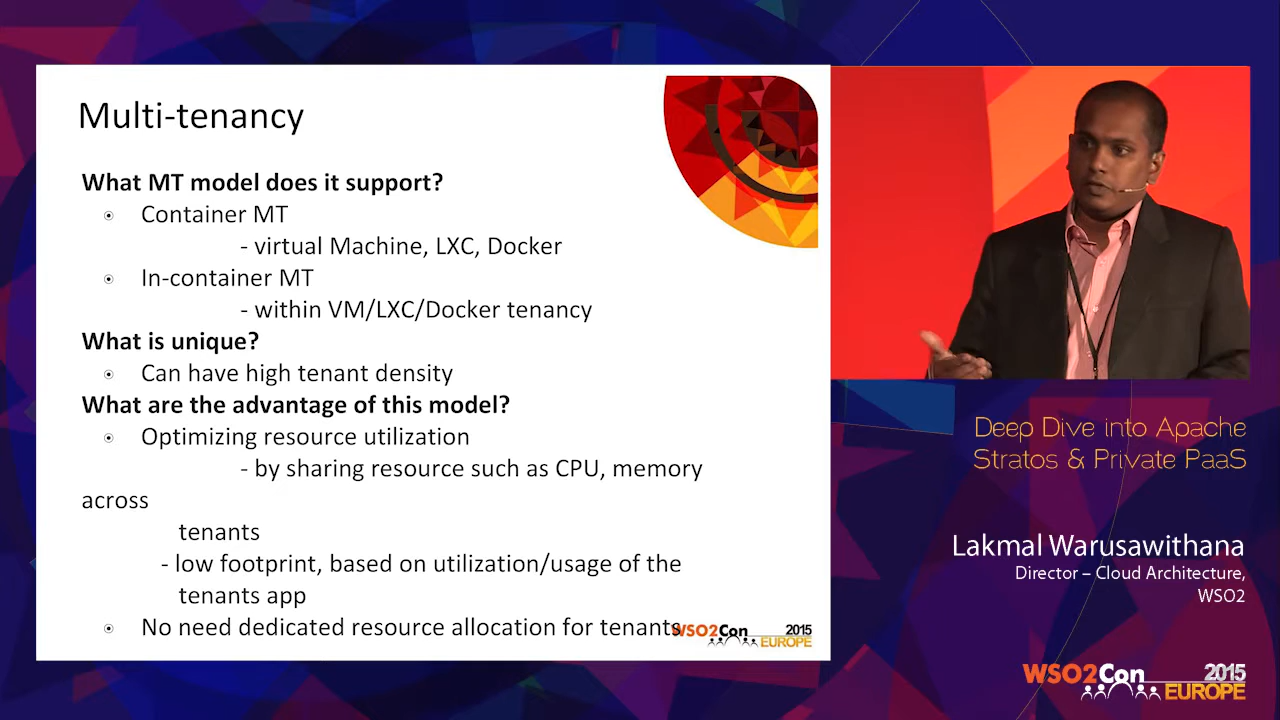 Multi-tenancy
What MT model does it support?
Container MT
- virtual Machine, LXC, Docker
In-container MT
- within VM/LXC/Docker tenancy
What is unique?
Can have high tenant density
What are the advantage of this model?
Optimizing resource utilization
- by sharing resource such as CPU, memory
across
tenants
- low footprint, based on utilization/usage of the
tenants app
No need dedicated resource allocation for tenants
WSO2Con 2015
EUROPE
Deep Dive into Apache
Stratos & Private PaaS
Lakmal Warusawithana
Director – Cloud Architecture,
WSO2
WSO2Con 2015
EUROPE